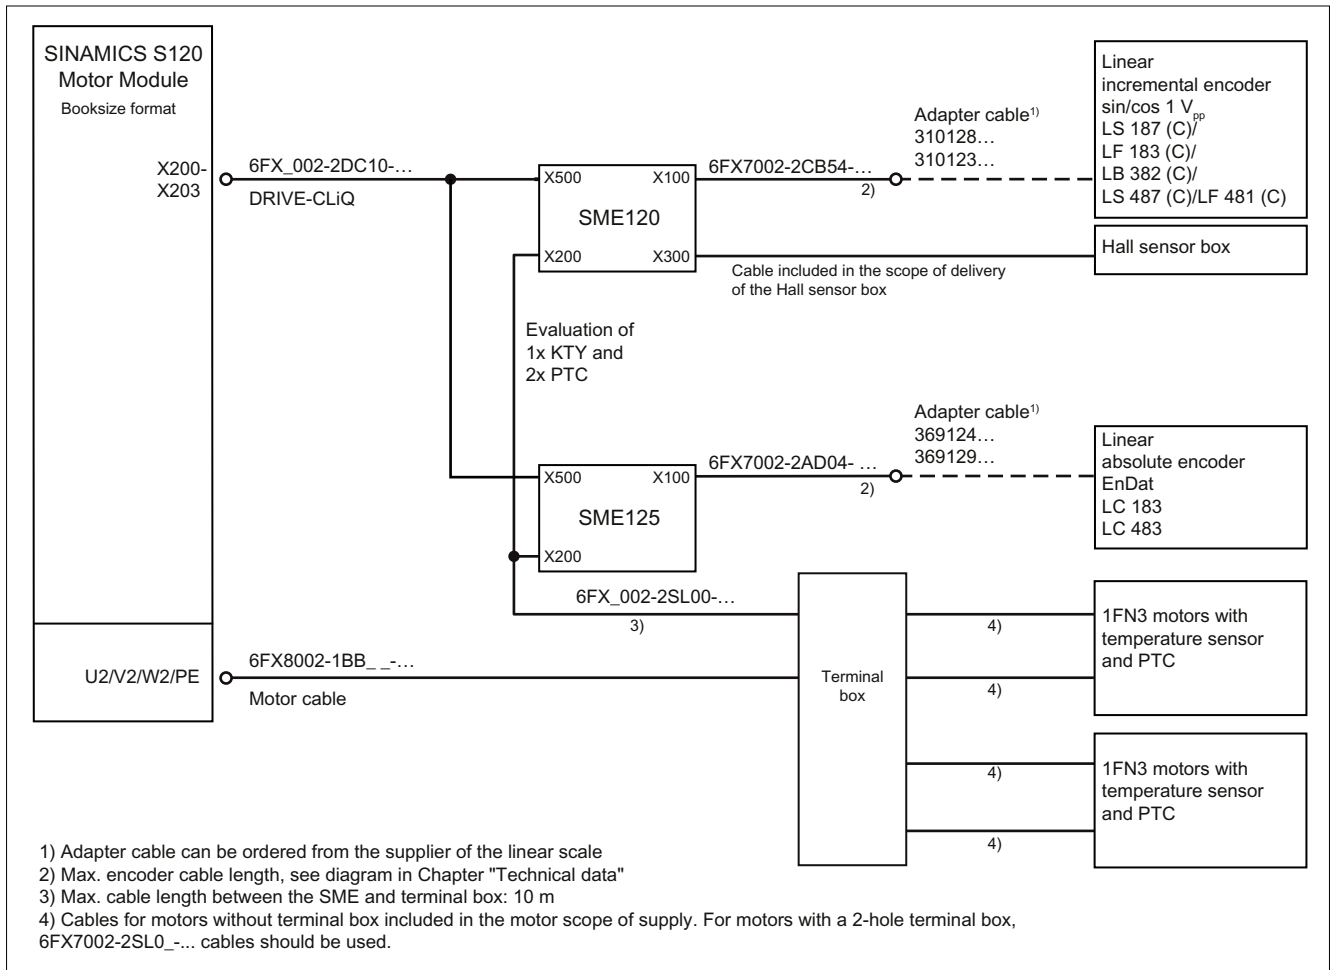 SINAMICS S120
Motor Module
Booksize format
X200-
X203
6FX_002-2DC10-...
DRIVE-CLiQ
X500
X100
SME120
X200
X300
6FX7002-2CB54-...
2)
Adapter cable1)
310128...
310123...
Linear
incremental encoder
sin/cos 1 Vpp
LS 187 (C)/
LF 183 (C)/
LB 382 (C)/
LS 487 (C)/LF 481 (C)
Hall sensor box
Cable included in the scope of delivery
of the Hall sensor box
Evaluation of
1x KTY and
2x PTC
X500
X100
SME125
X200
6FX7002-2AD04- ...
2)
Adapter cable1)
369124...
369129...
Linear
absolute encoder
EnDat
LC 183
LC 483
6FX_002-2SL00-...
3)
U2/V2/W2/PE
6FX8002-1BB_ _-...
Motor cable
Terminal
box
4)
4)
1FN3 motors with
temperature sensor
and PTC
4)
4)
1FN3 motors with
temperature sensor
and PTC
1) Adapter cable can be ordered from the supplier of the linear scale
2) Max. encoder cable length, see diagram in Chapter "Technical data"
3) Max. cable length between the SME and terminal box: 10 m
4) Cables for motors without terminal box included in the motor scope of supply. For motors with a 2-hole terminal box,
6FX7002-2SL0_-... cables should be used.